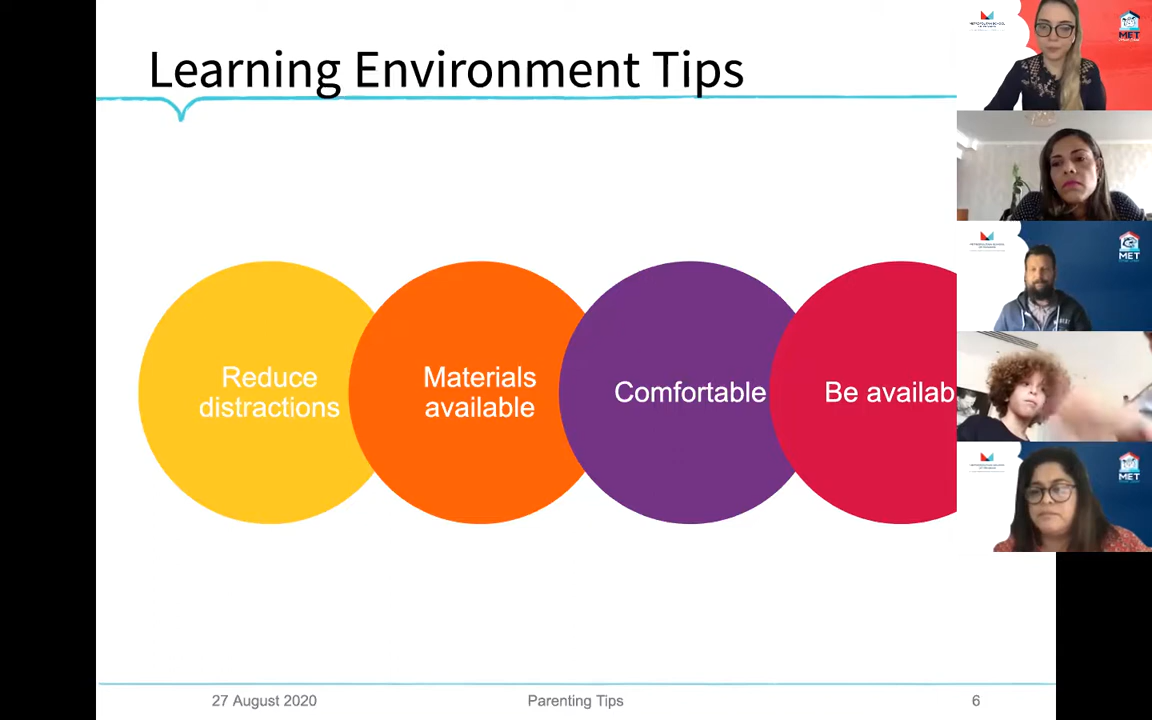 Learning Environment Tips
Reduce
distractions
Materials
available
Comfortable
Be availab
27 August 2020
Parenting Tips
6
MET
MET
MET